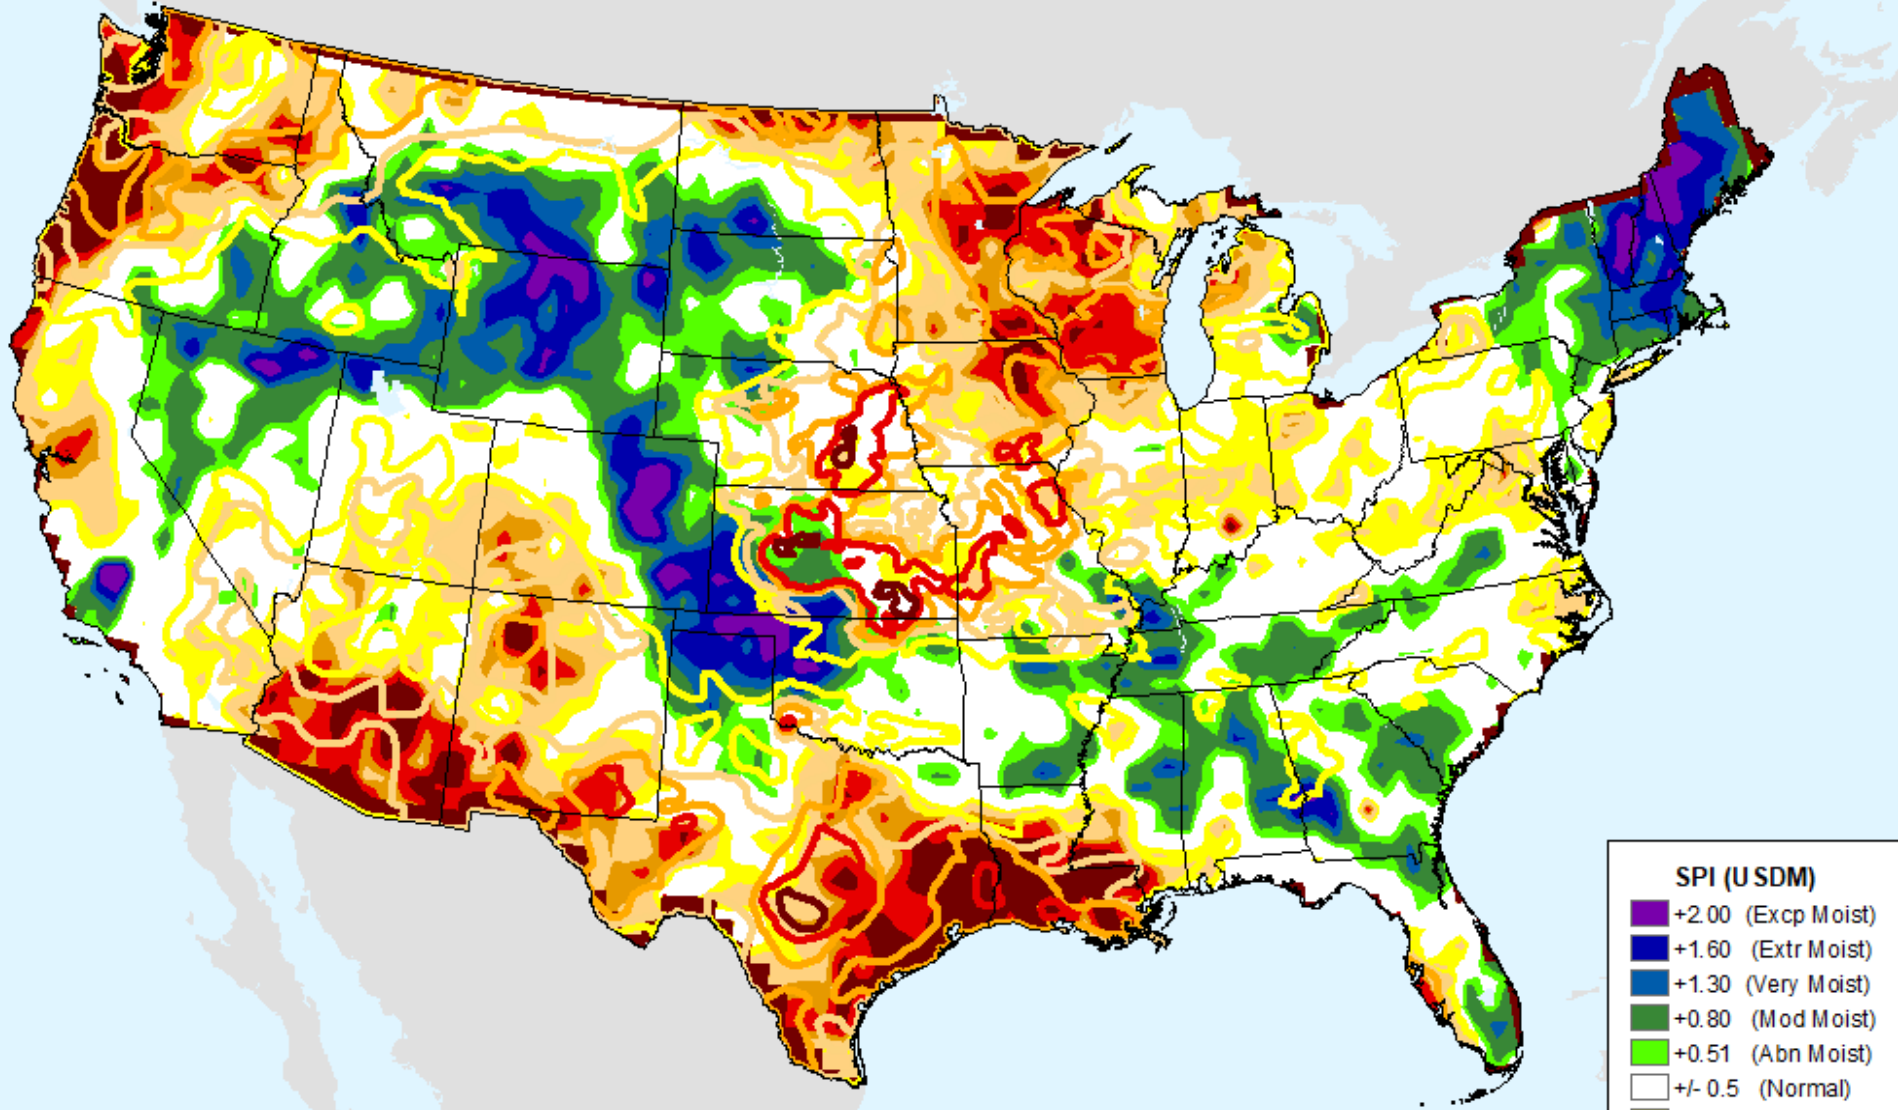 SPI (USDM)
+2.00 (Excp Moist)
+1.60 (Extr Moist)
+1.30 (Very Moist)
+0.80 (Mod Moist)
+0.51 (Abn Moist)
+/- 0.5 (Normal)